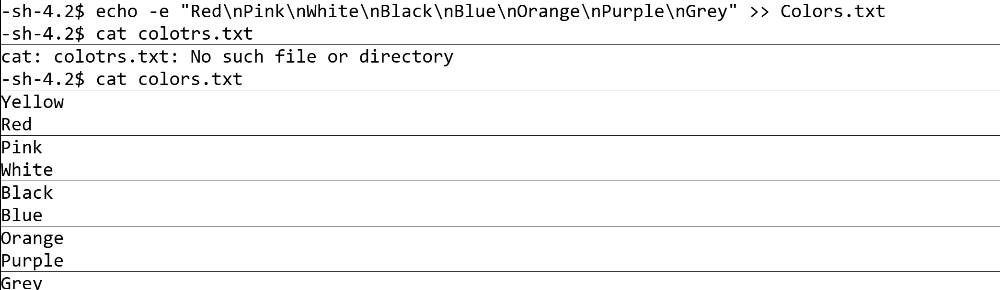 -sh-4.2$ echo -e "Red\nPink\nWhite\nBlack\nBlue\nOrange\nPurple\nGrey" >> Colors.txt
-sh-4.2$ cat colotrs.txt
cat: colotrs.txt: No such file or directory
-sh-4.2$ cat colors.txt
Yellow
Red
Pink
White
Black
Blue
Orange
Purple
Grey